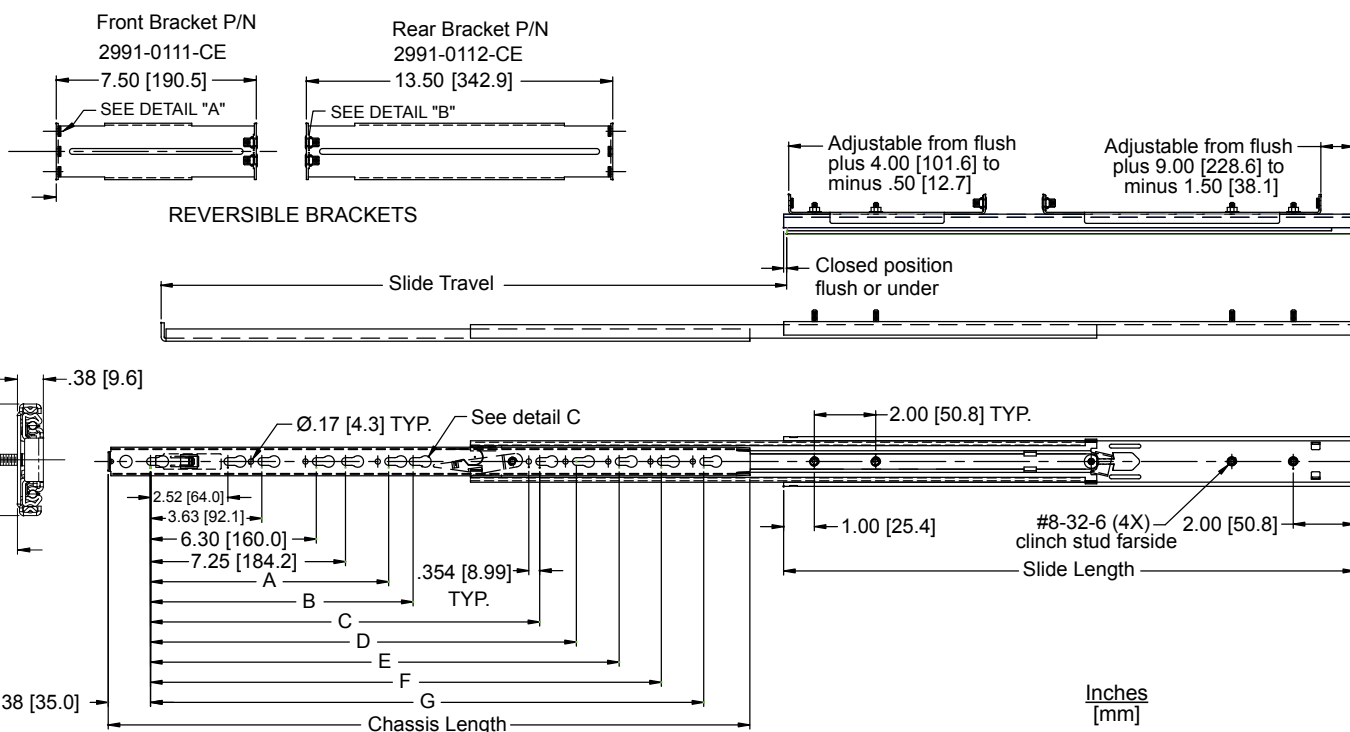 Front Bracket P/N
2991-0111-CE
7.50 [190.5]
SEE DETAIL "A"
Rear Bracket P/N
2991-0112-CE
13.50 [342.9]
SEE DETAIL "B"
REVERSIBLE BRACKETS
Adjustable from flush
plus 4.00 [101.6] to
minus .50 [12.7]
Adjustable from flush
plus 9.00 [228.6] to
minus 1.50 [38.1]
Closed position
flush or under
Slide Travel
.38 [9.6]
Ø.17 [4.3] TYP.
See detail C
2.00 [50.8] TYP.
2.52 [64.0]
3.63 [92.1]
6.30 [160.0]
7.25 [184.2]
.354 [8.99]
TYP.
1.00 [25.4]
#8-32-6 (4X)
clinch stud farside
2.00 [50.8]
Slide Length
A
B
C
D
E
F
G
38 [35.0]
Chassis Length
Inches
[mm]